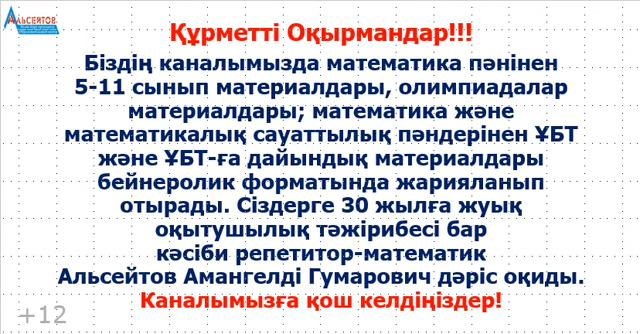 АЛЬСЕЙТОВ
Құрметті Оқырмандар!!!
Біздің каналымызда математика пәнінен
5-11 сынып материалдары, олимпиадалар
материалдары; математика және
математикалық сауаттылық пәндерінен ҰБТ
және ҰБТ-ға дайындық материалдары
бейнеролик форматында жарияланып
отырады. Сіздерге 30 жылға жуық
оқытушылық тәжірибесі бар
кәсіби репетитор-математик
Альсейтов Амангелді Гумарович дәріс оқиды.
Каналымызға қош келдіңіздер!
+12